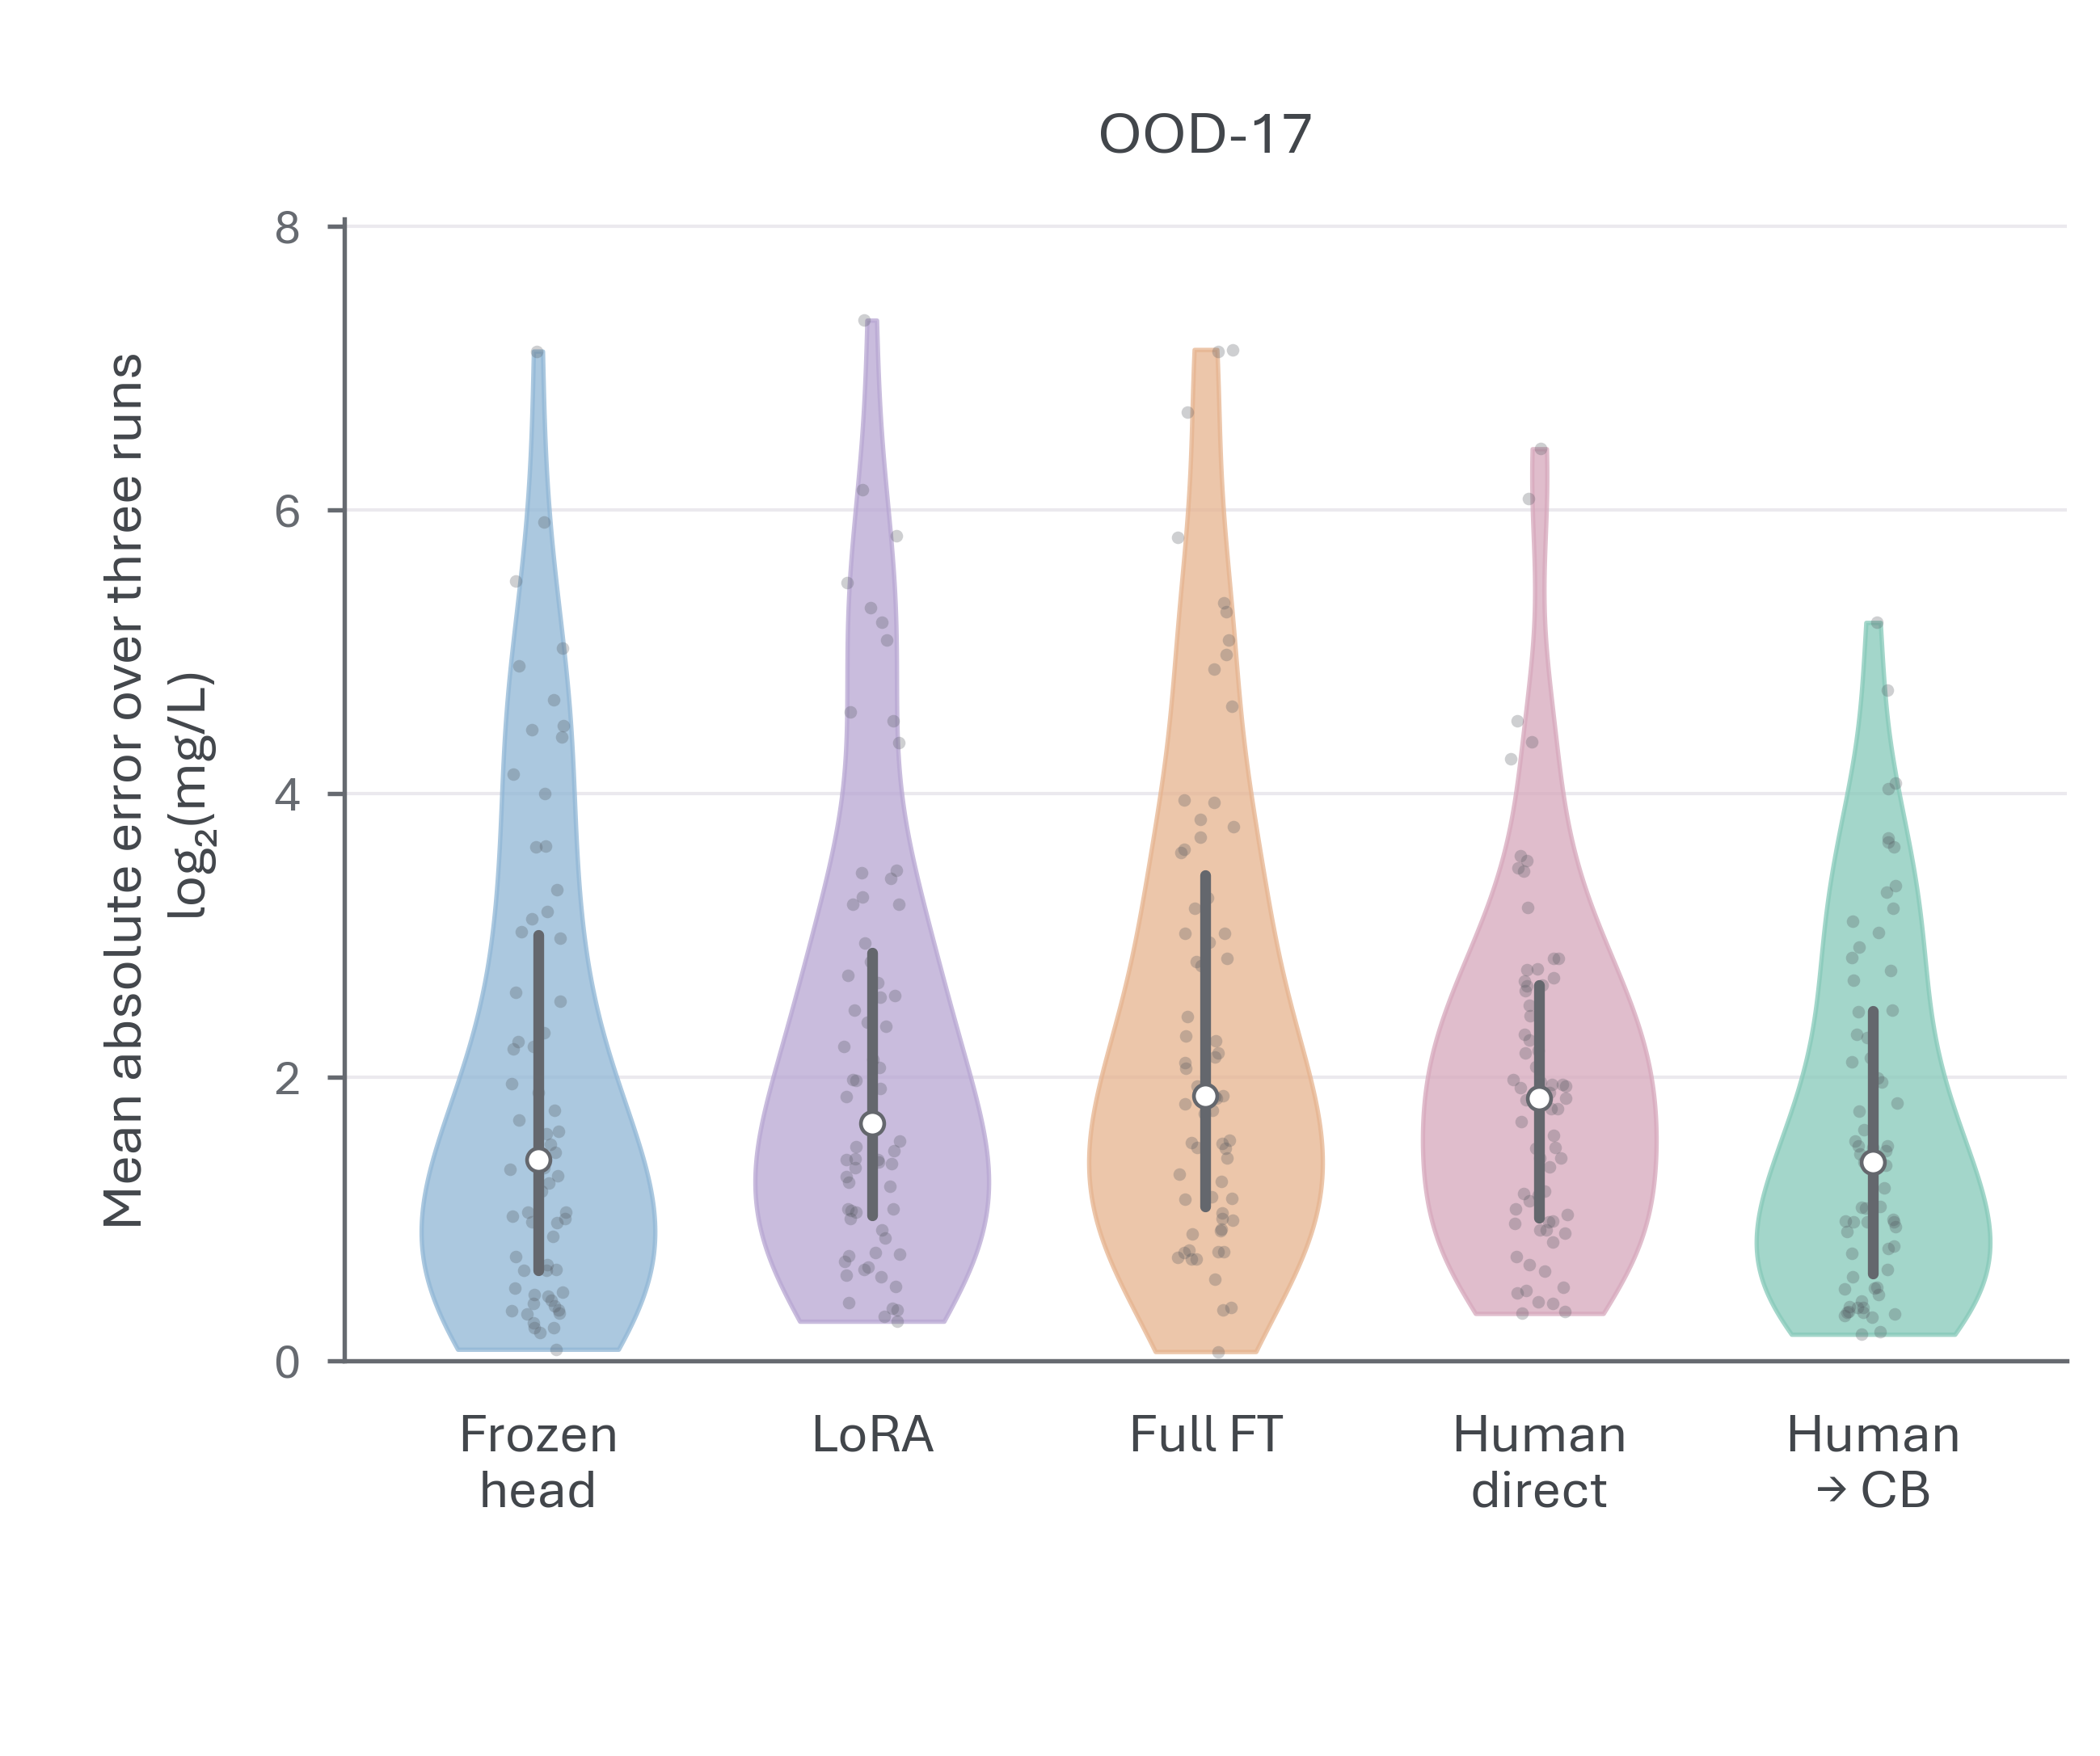 OOD-17
Mean absolute error over three runs
log₂(mg/L)
8
6
4
2
0
Frozen
head
LoRA
Full FT
Human
direct
Human
→ CB